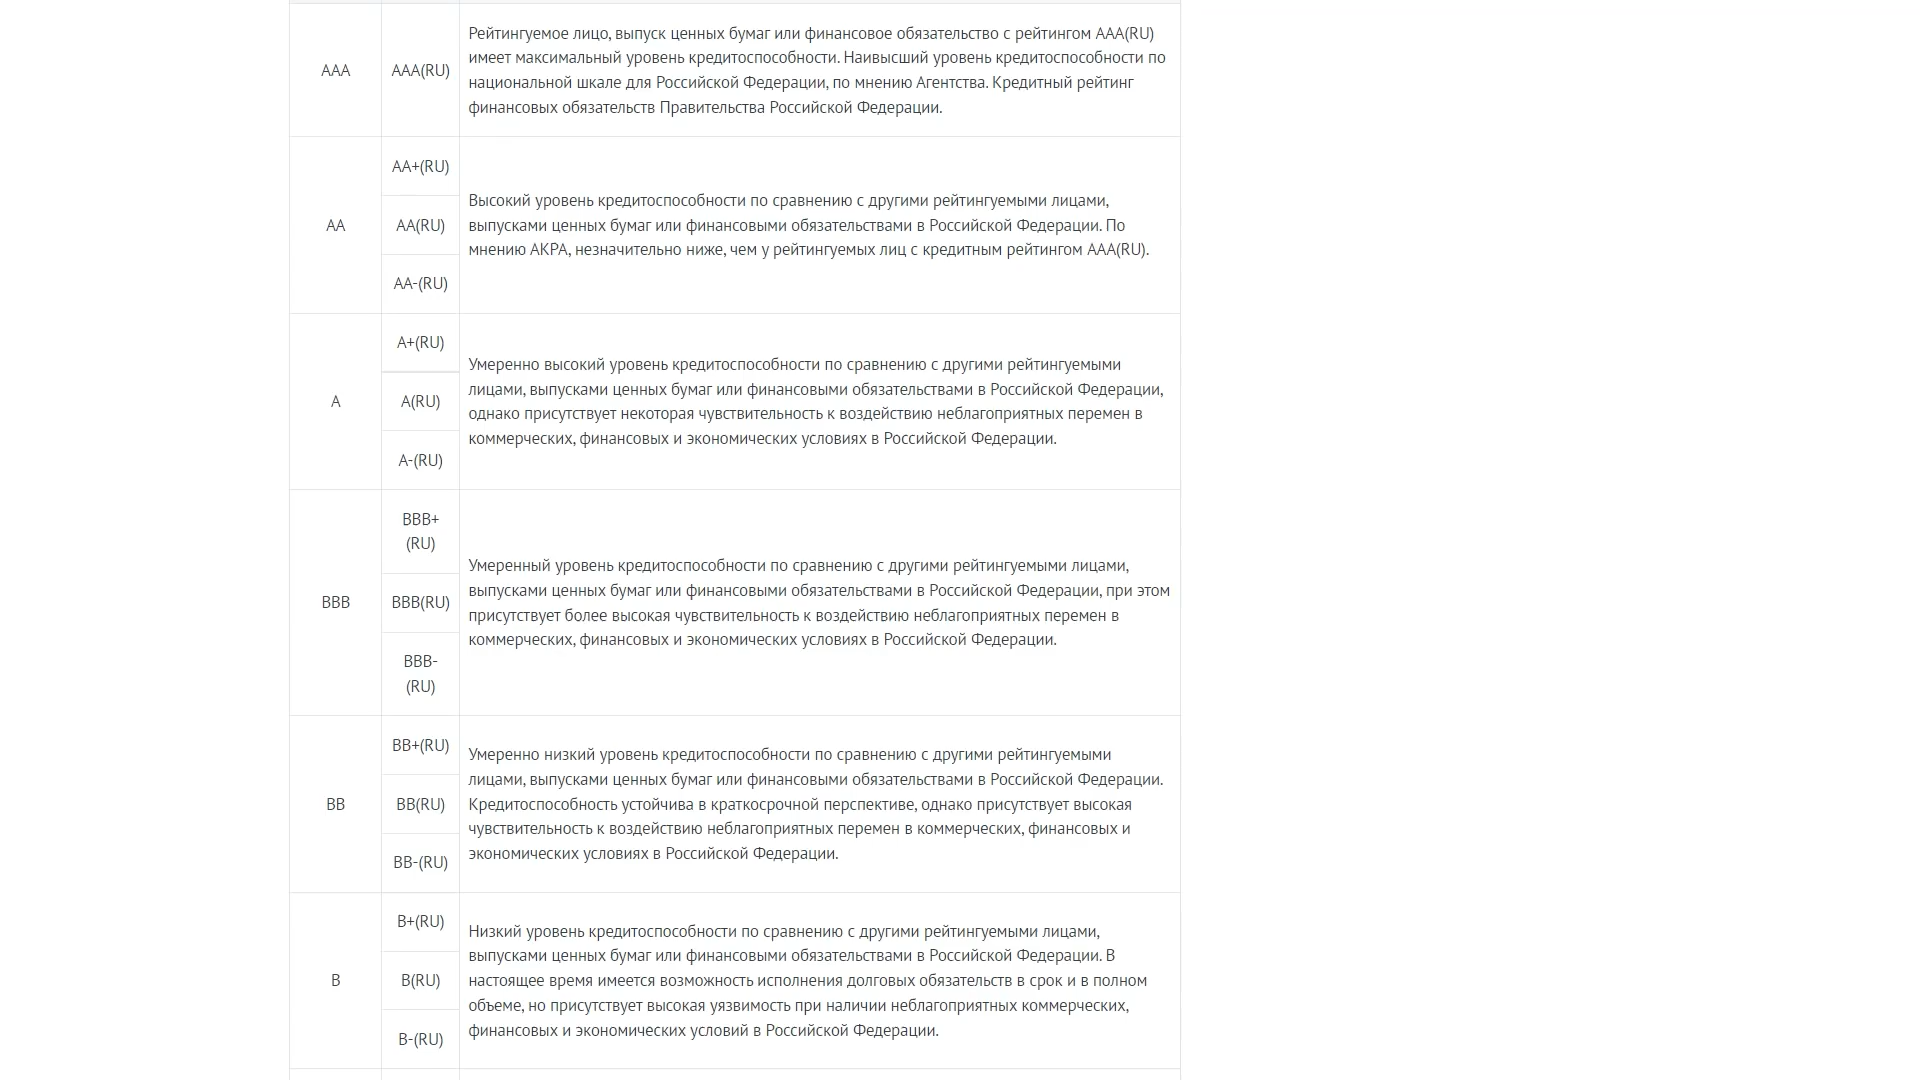 AAA
AAA(RU)
Рейтингуемое лицо, выпуск ценных бумаг или финансовое обязательство с рейтингом AAA(RU)
имеет максимальный уровень кредитоспособности. Наивысший уровень кредитоспособности по
национальной шкале для Российской Федерации, по мнению Агентства. Кредитный рейтинг
финансовых обязательств Правительства Российской Федерации.
AA
AA+(RU)
AA(RU)
AA-(RU)
Высокий уровень кредитоспособности по сравнению с другими рейтингуемыми лицами,
выпусками ценных бумаг или финансовыми обязательствами в Российской Федерации. По
мнению АКРА, незначительно ниже, чем у рейтингуемых лиц с кредитным рейтингом AAA(RU).
A
A+(RU)
A(RU)
A-(RU)
Умеренно высокий уровень кредитоспособности по сравнению с другими рейтингуемыми
лицами, выпусками ценных бумаг или финансовыми обязательствами в Российской Федерации,
однако присутствует некоторая чувствительность к воздействию неблагоприятных перемен в
коммерческих, финансовых и экономических условиях в Российской Федерации.
BBB
BBB+
(RU)
BBB(RU)
BBB-
(RU)
Умеренный уровень кредитоспособности по сравнению с другими рейтингуемыми лицами,
выпусками ценных бумаг или финансовыми обязательствами в Российской Федерации, при этом
присутствует более высокая чувствительность к воздействию неблагоприятных перемен в
коммерческих, финансовых и экономических условиях в Российской Федерации.
BB
BB+(RU)
BB(RU)
BB-(RU)
Умеренно низкий уровень кредитоспособности по сравнению с другими рейтингуемыми
лицами, выпусками ценных бумаг или финансовыми обязательствами в Российской Федерации.
Кредитоспособность устойчива в краткосрочной перспективе, однако присутствует высокая
чувствительность к воздействию неблагоприятных перемен в коммерческих, финансовых и
экономических условиях в Российской Федерации.
B
B+(RU)
B(RU)
B-(RU)
Низкий уровень кредитоспособности по сравнению с другими рейтингуемыми лицами,
выпусками ценных бумаг или финансовыми обязательствами в Российской Федерации. В
настоящее время имеется возможность исполнения долговых обязательств в срок и в полном
объеме, но присутствует высокая уязвимость при наличии неблагоприятных коммерческих,
финансовых и экономических условий в Российской Федерации.